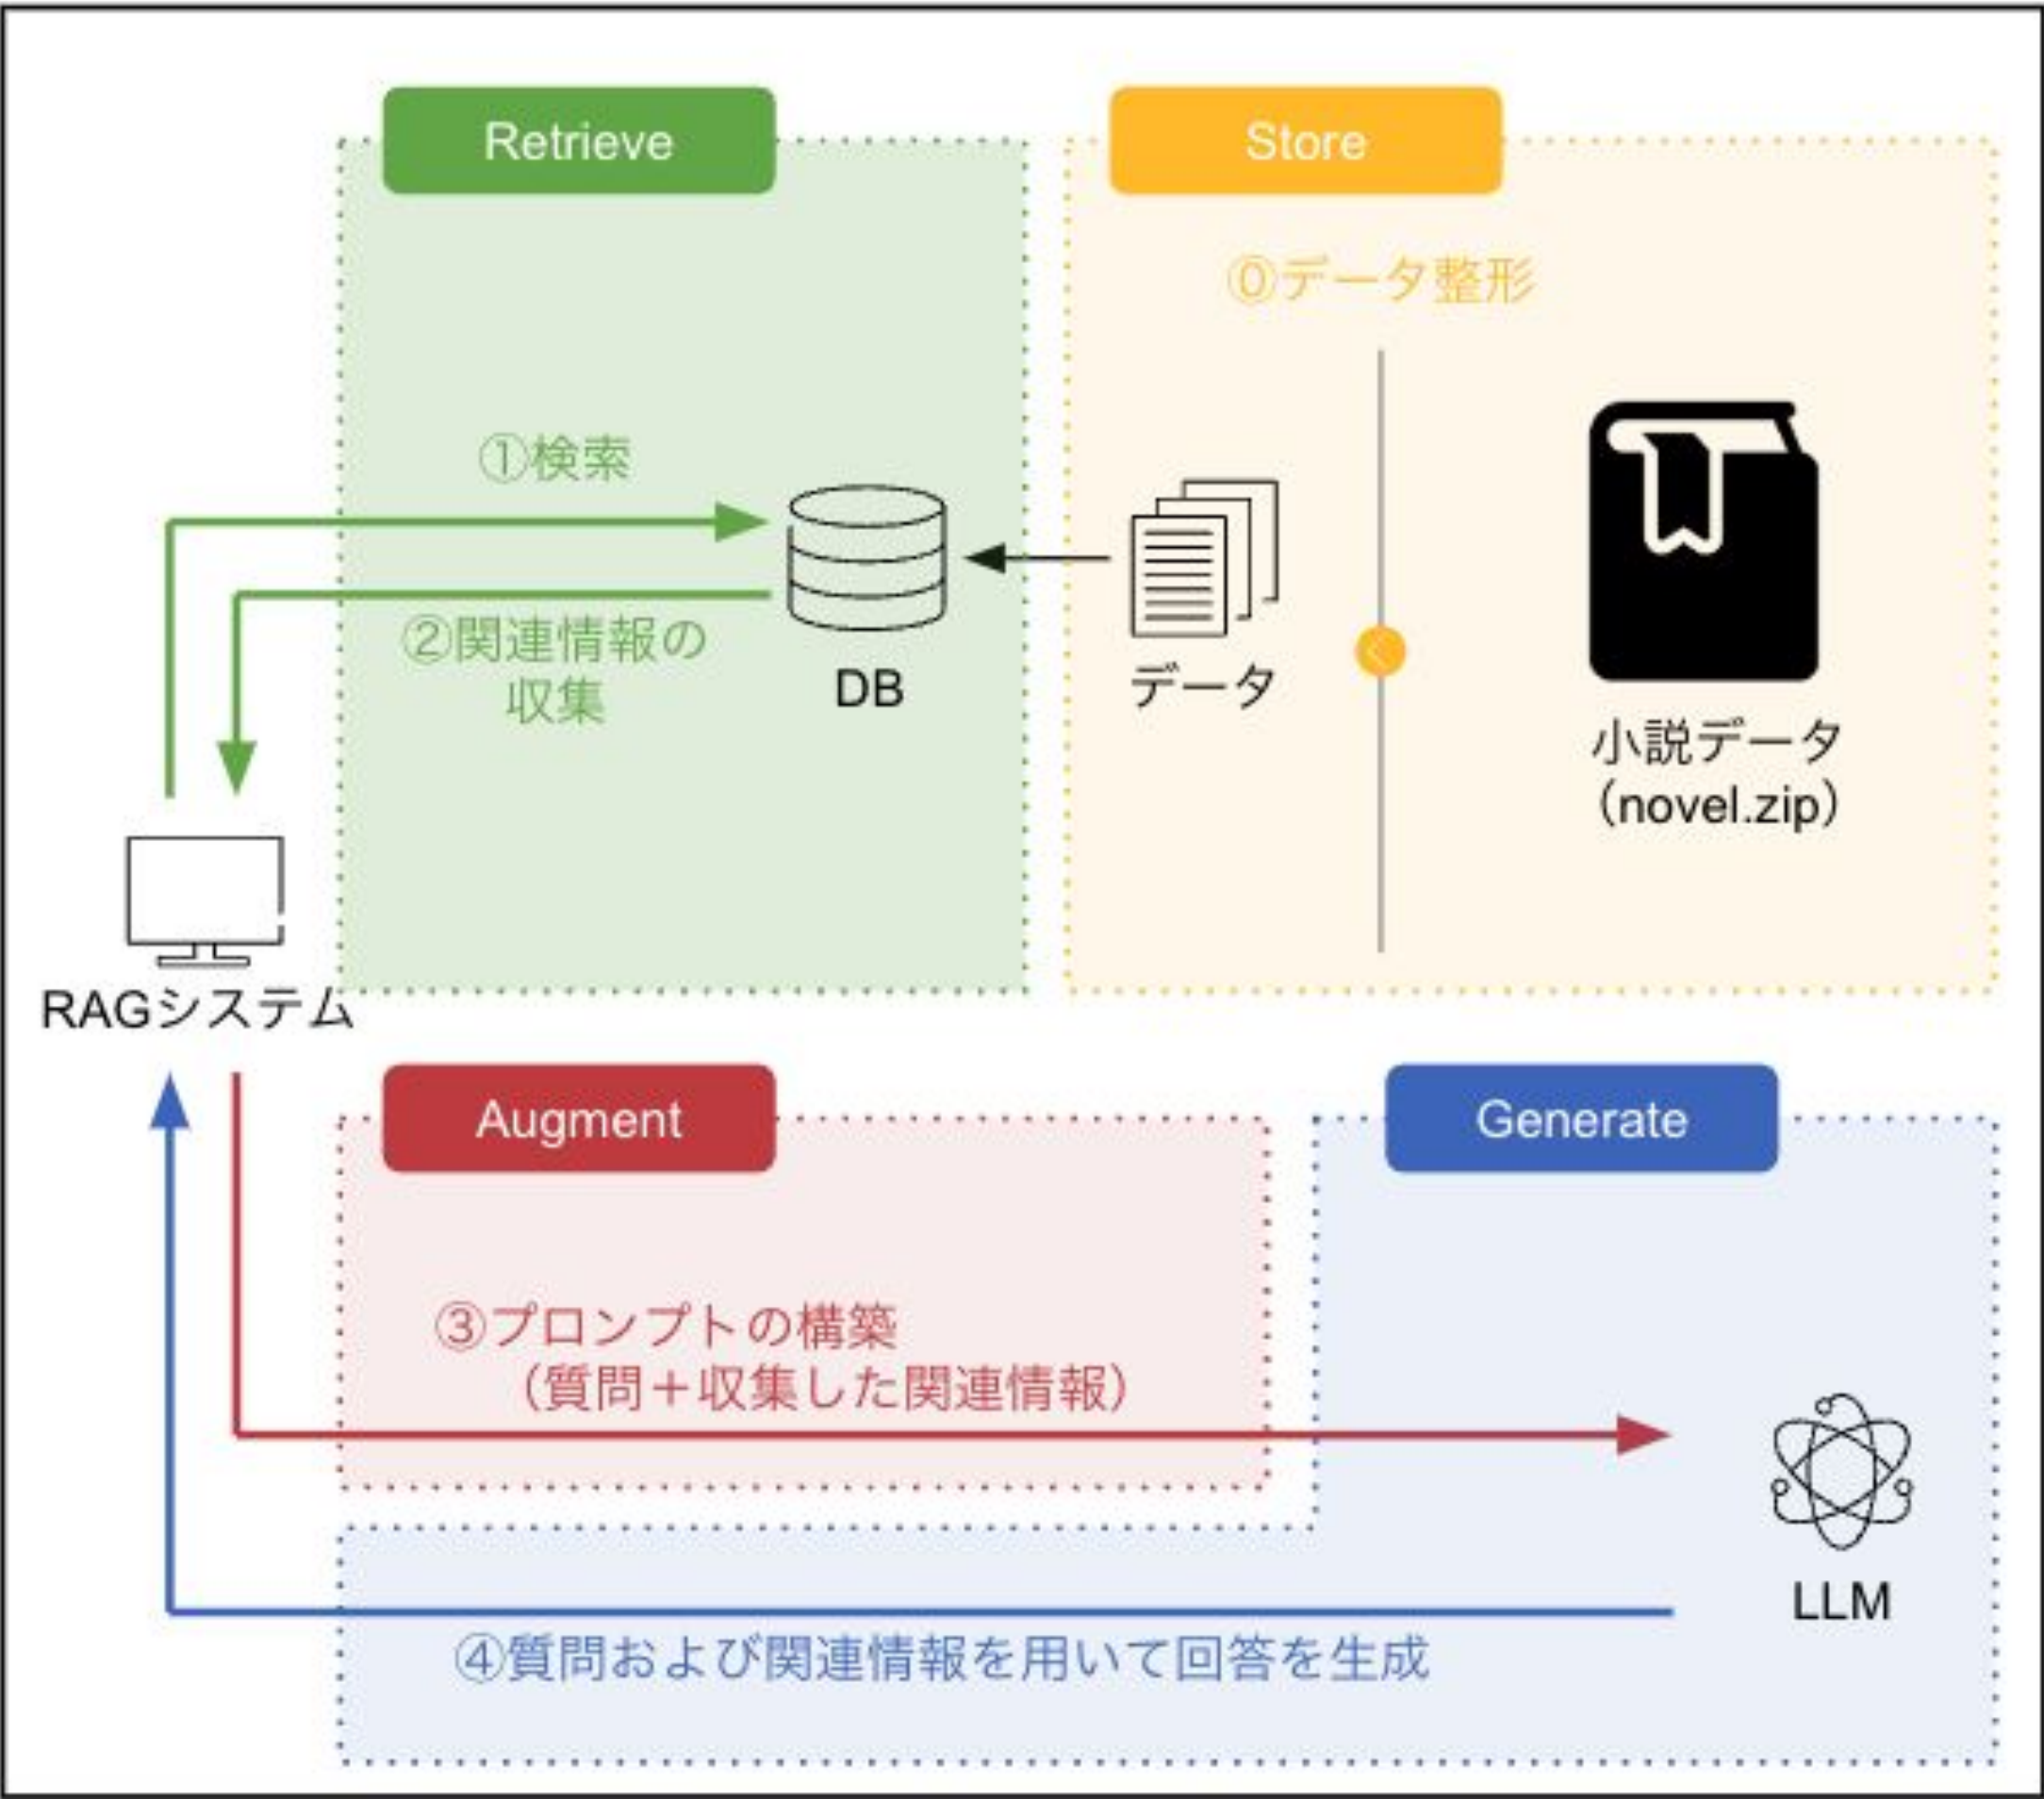 Retrieve
Store
⓪データ整形
①検索
②関連情報の
収集
DB
データ
小説データ
（novel.zip）
RAGシステム
Augment
Generate
③プロンプトの構築
（質問＋収集した関連情報）
LLM
④質問および関連情報を用いて回答を生成